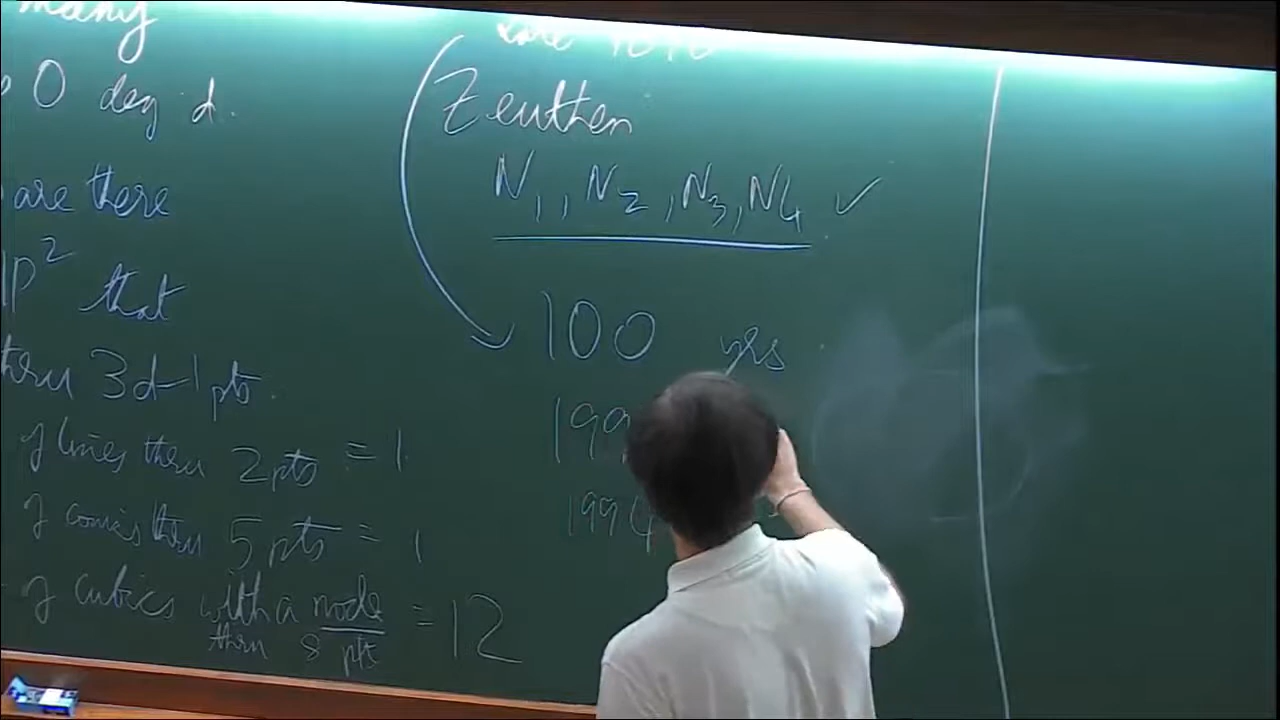 many
0 deg d.
are there
IP² that
thru 3d-1 pts.
of lines thru 2 pts = 1
of conics thru 5 pts = 1
of cubics with a node = 12
thru 8 pts
Zeuthen
N₁, N₂, N₃, N₄ ✓
100 yrs
199
1994